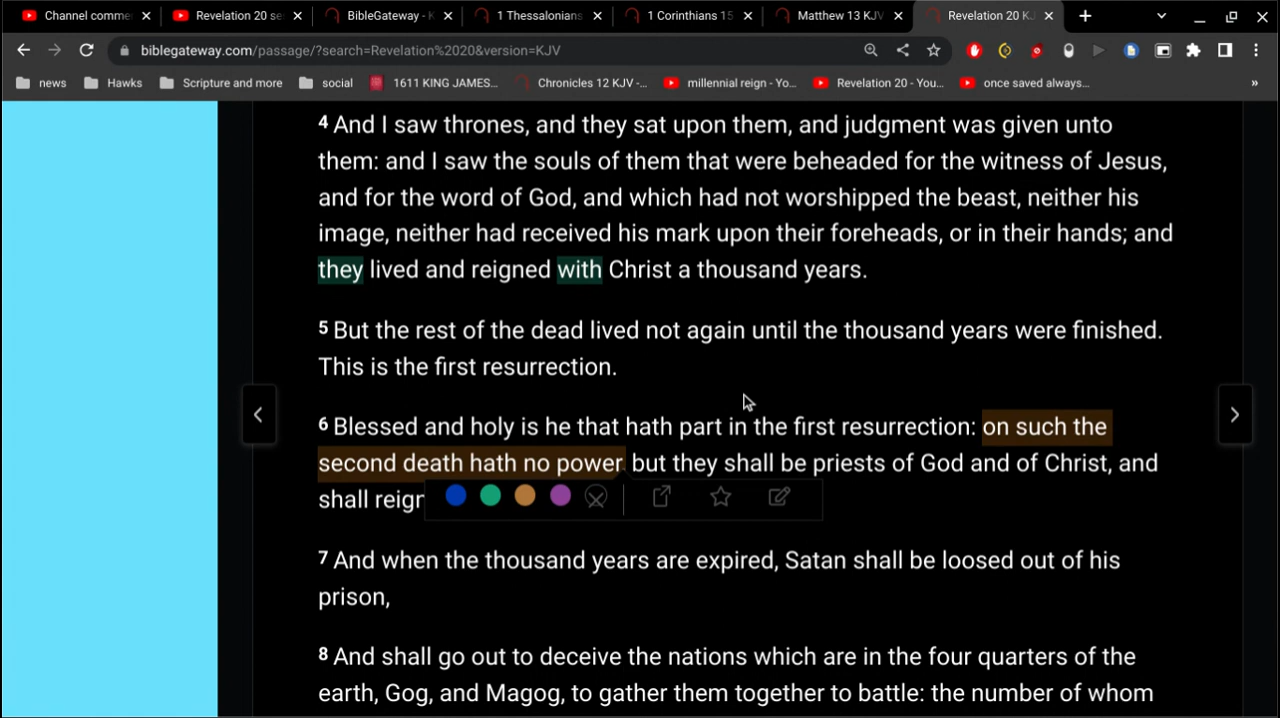 Channel comme
Revelation 20 se
BibleGateway - K
1 Thessalonians
1 Corinthians 15
Matthew 13 KJV
Revelation 20 KJ
biblegateway.com/passage/?search=Revelation%2020&version=KJV
news
Hawks
Scripture and more
social
1611 KING JAMES...
Chronicles 12 KJV -...
millennial reign - Yo...
Revelation 20 - You...
once saved always...
»
4 And I saw thrones, and they sat upon them, and judgment was given unto
them: and I saw the souls of them that were beheaded for the witness of Jesus,
and for the word of God, and which had not worshipped the beast, neither his
image, neither had received his mark upon their foreheads, or in their hands; and
they lived and reigned with Christ a thousand years.
5 But the rest of the dead lived not again until the thousand years were finished.
This is the first resurrection.
6 Blessed and holy is he that hath part in the first resurrection: on such the
second death hath no power but they shall be priests of God and of Christ, and
shall reign
7 And when the thousand years are expired, Satan shall be loosed out of his
prison,
8 And shall go out to deceive the nations which are in the four quarters of the
earth, Gog, and Magog, to gather them together to battle: the number of whom